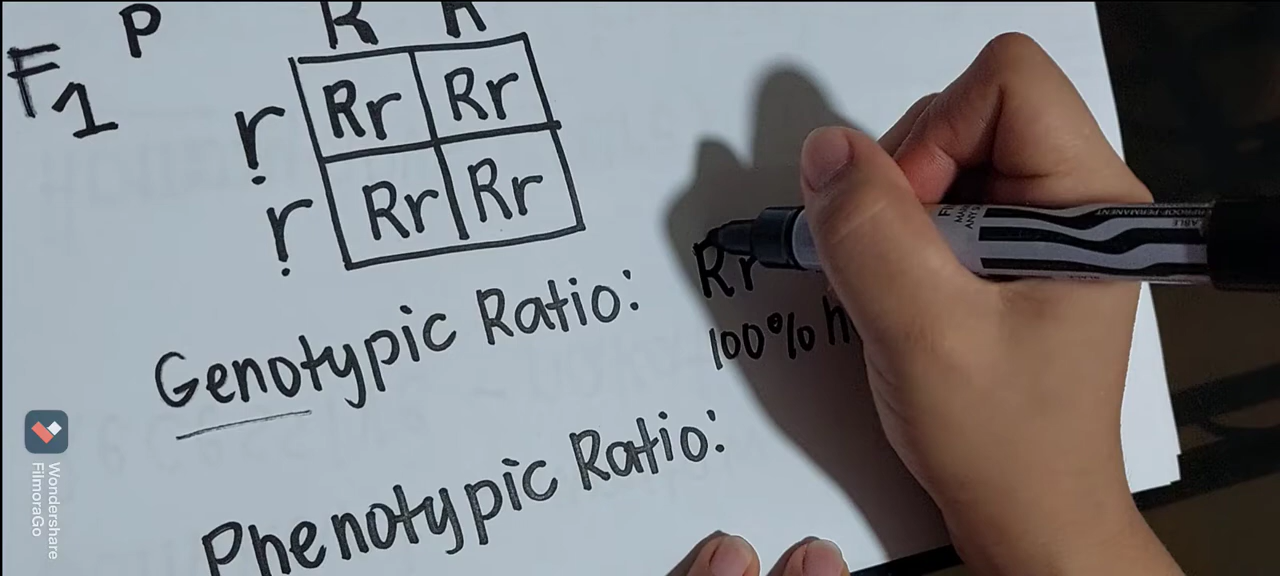 P
R R
F1
r Rr Rr
r Rr Rr
Genotypic Ratio: Rr
100% h
Phenotypic Ratio:
Wondershare
FilmoraGo